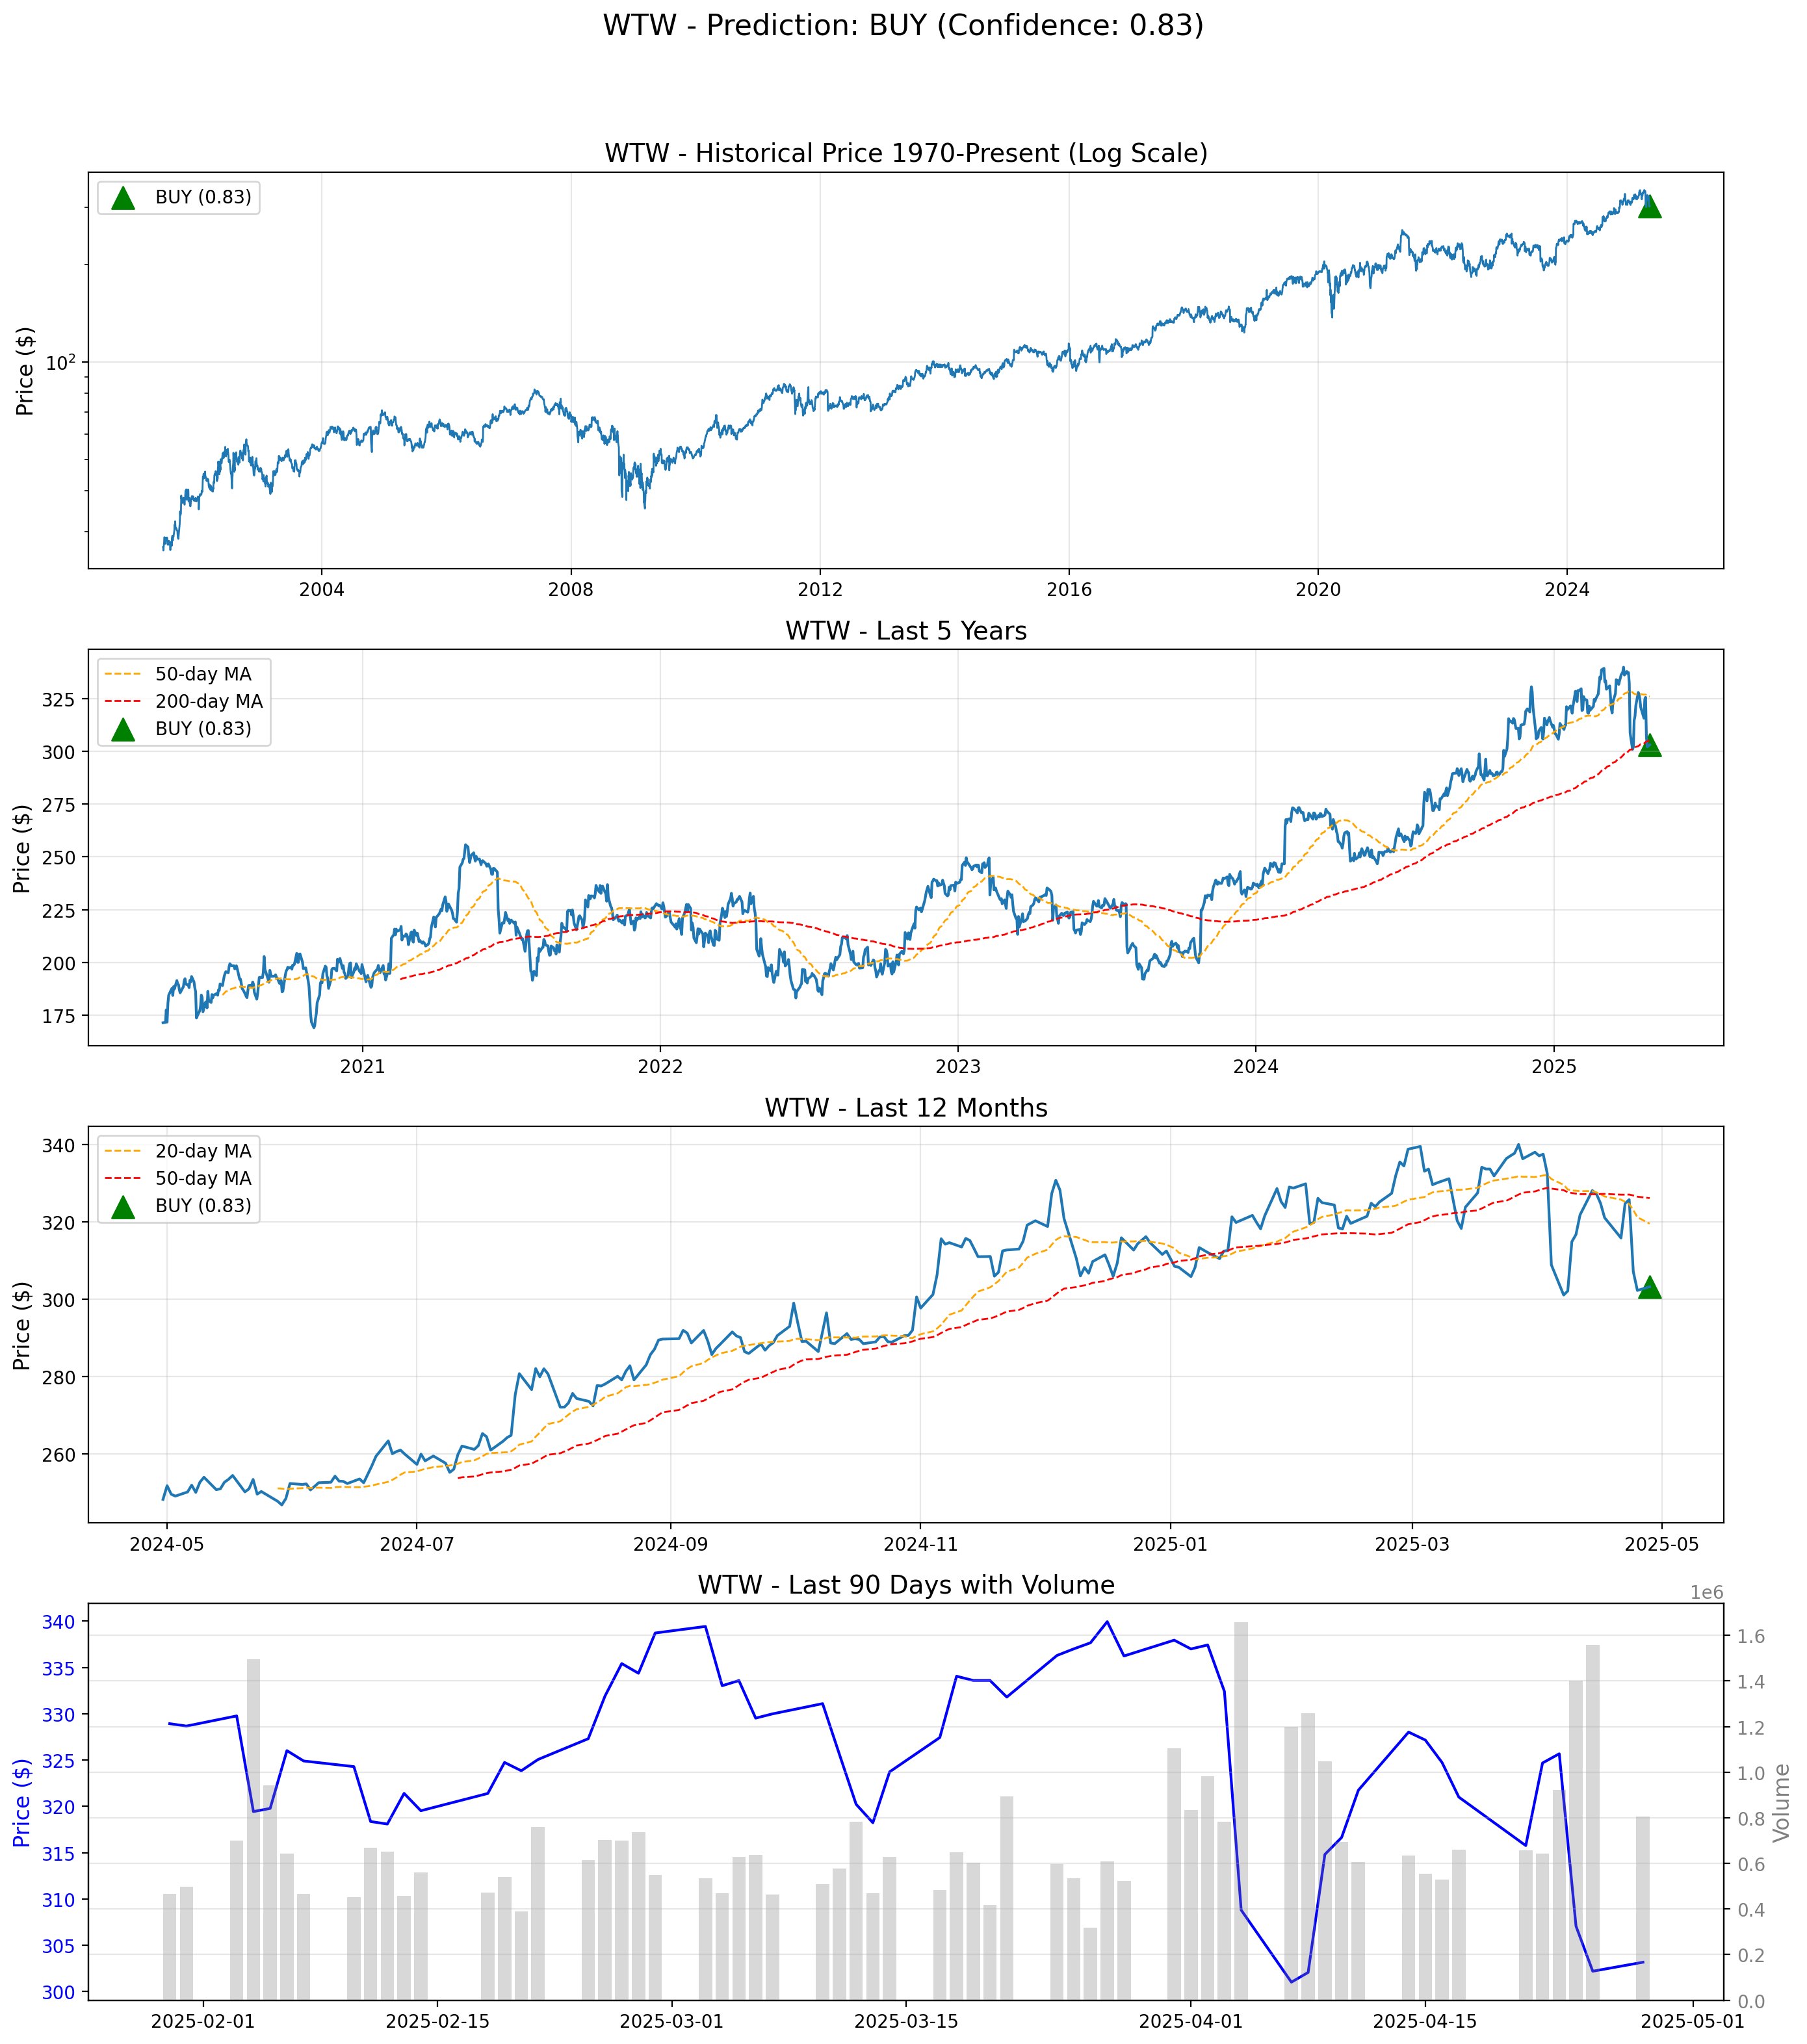 WTW - Prediction: BUY (Confidence: 0.83)
WTW - Historical Price 1970-Present (Log Scale)
BUY (0.83)
Price ($)
10²
2004 2008 2012 2016 2020 2024
WTW - Last 5 Years
50-day MA
200-day MA
BUY (0.83)
Price ($)
325
300
275
250
225
200
175
2021 2022 2023 2024 2025
WTW - Last 12 Months
20-day MA
50-day MA
BUY (0.83)
Price ($)
340
320
300
280
260
2024-05 2024-07 2024-09 2024-11 2025-01 2025-03 2025-05
WTW - Last 90 Days with Volume
1e6
Price ($)
340
335
330
325
320
315
310
305
300
1.6
1.4
1.2
1.0
0.8
0.6
0.4
0.2
0.0
Volume
2025-02-01 2025-02-15 2025-03-01 2025-03-15 2025-04-01 2025-04-15 2025-05-01